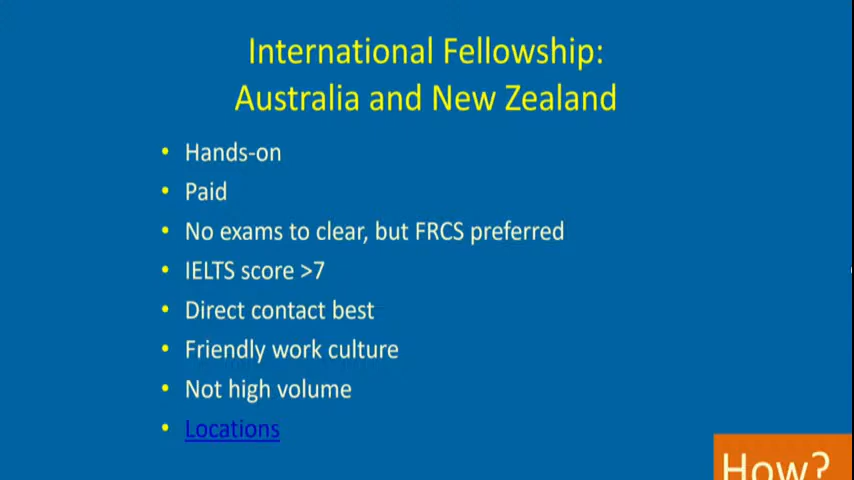 International Fellowship:
Australia and New Zealand
• Hands-on
• Paid
• No exams to clear, but FRCS preferred
• IELTS score >7
• Direct contact best
• Friendly work culture
• Not high volume
• Locations
How?